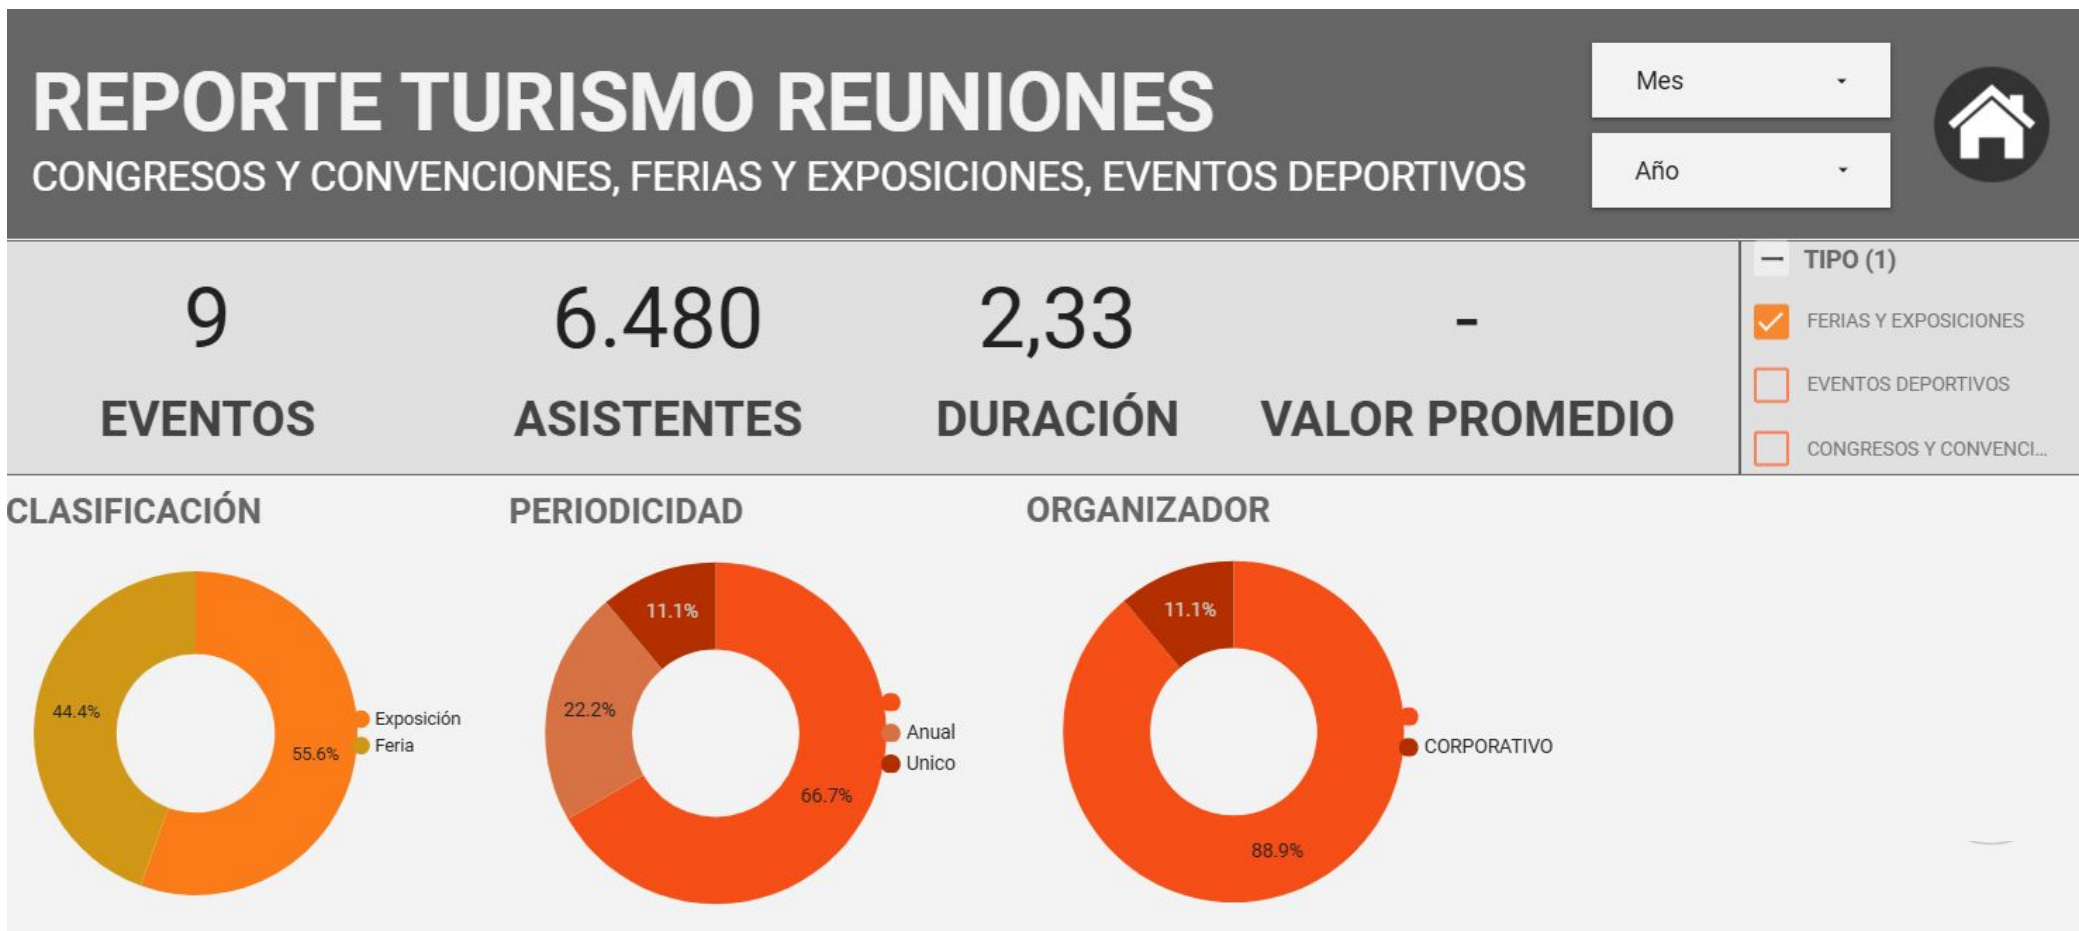 REPORTE TURISMO REUNIONES
CONGRESOS Y CONVENCIONES, FERIAS Y EXPOSICIONES, EVENTOS DEPORTIVOS
Mes
Año
9
EVENTOS
6.480
ASISTENTES
2,33
DURACIÓN
-
VALOR PROMEDIO
TIPO (1)
FERIAS Y EXPOSICIONES
EVENTOS DEPORTIVOS
CONGRESOS Y CONVENCI...
CLASIFICACIÓN
44.4%
55.6%
Exposición
Feria
PERIODICIDAD
11.1%
22.2%
66.7%
Anual
Unico
ORGANIZADOR
11.1%
88.9%
CORPORATIVO